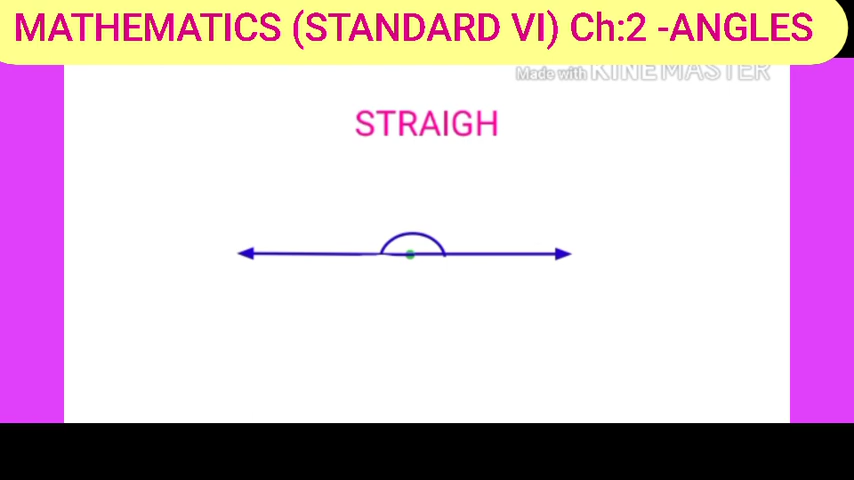 MATHEMATICS (STANDARD VI) Ch:2 -ANGLES
Made with KINEMASTER
STRAIGH